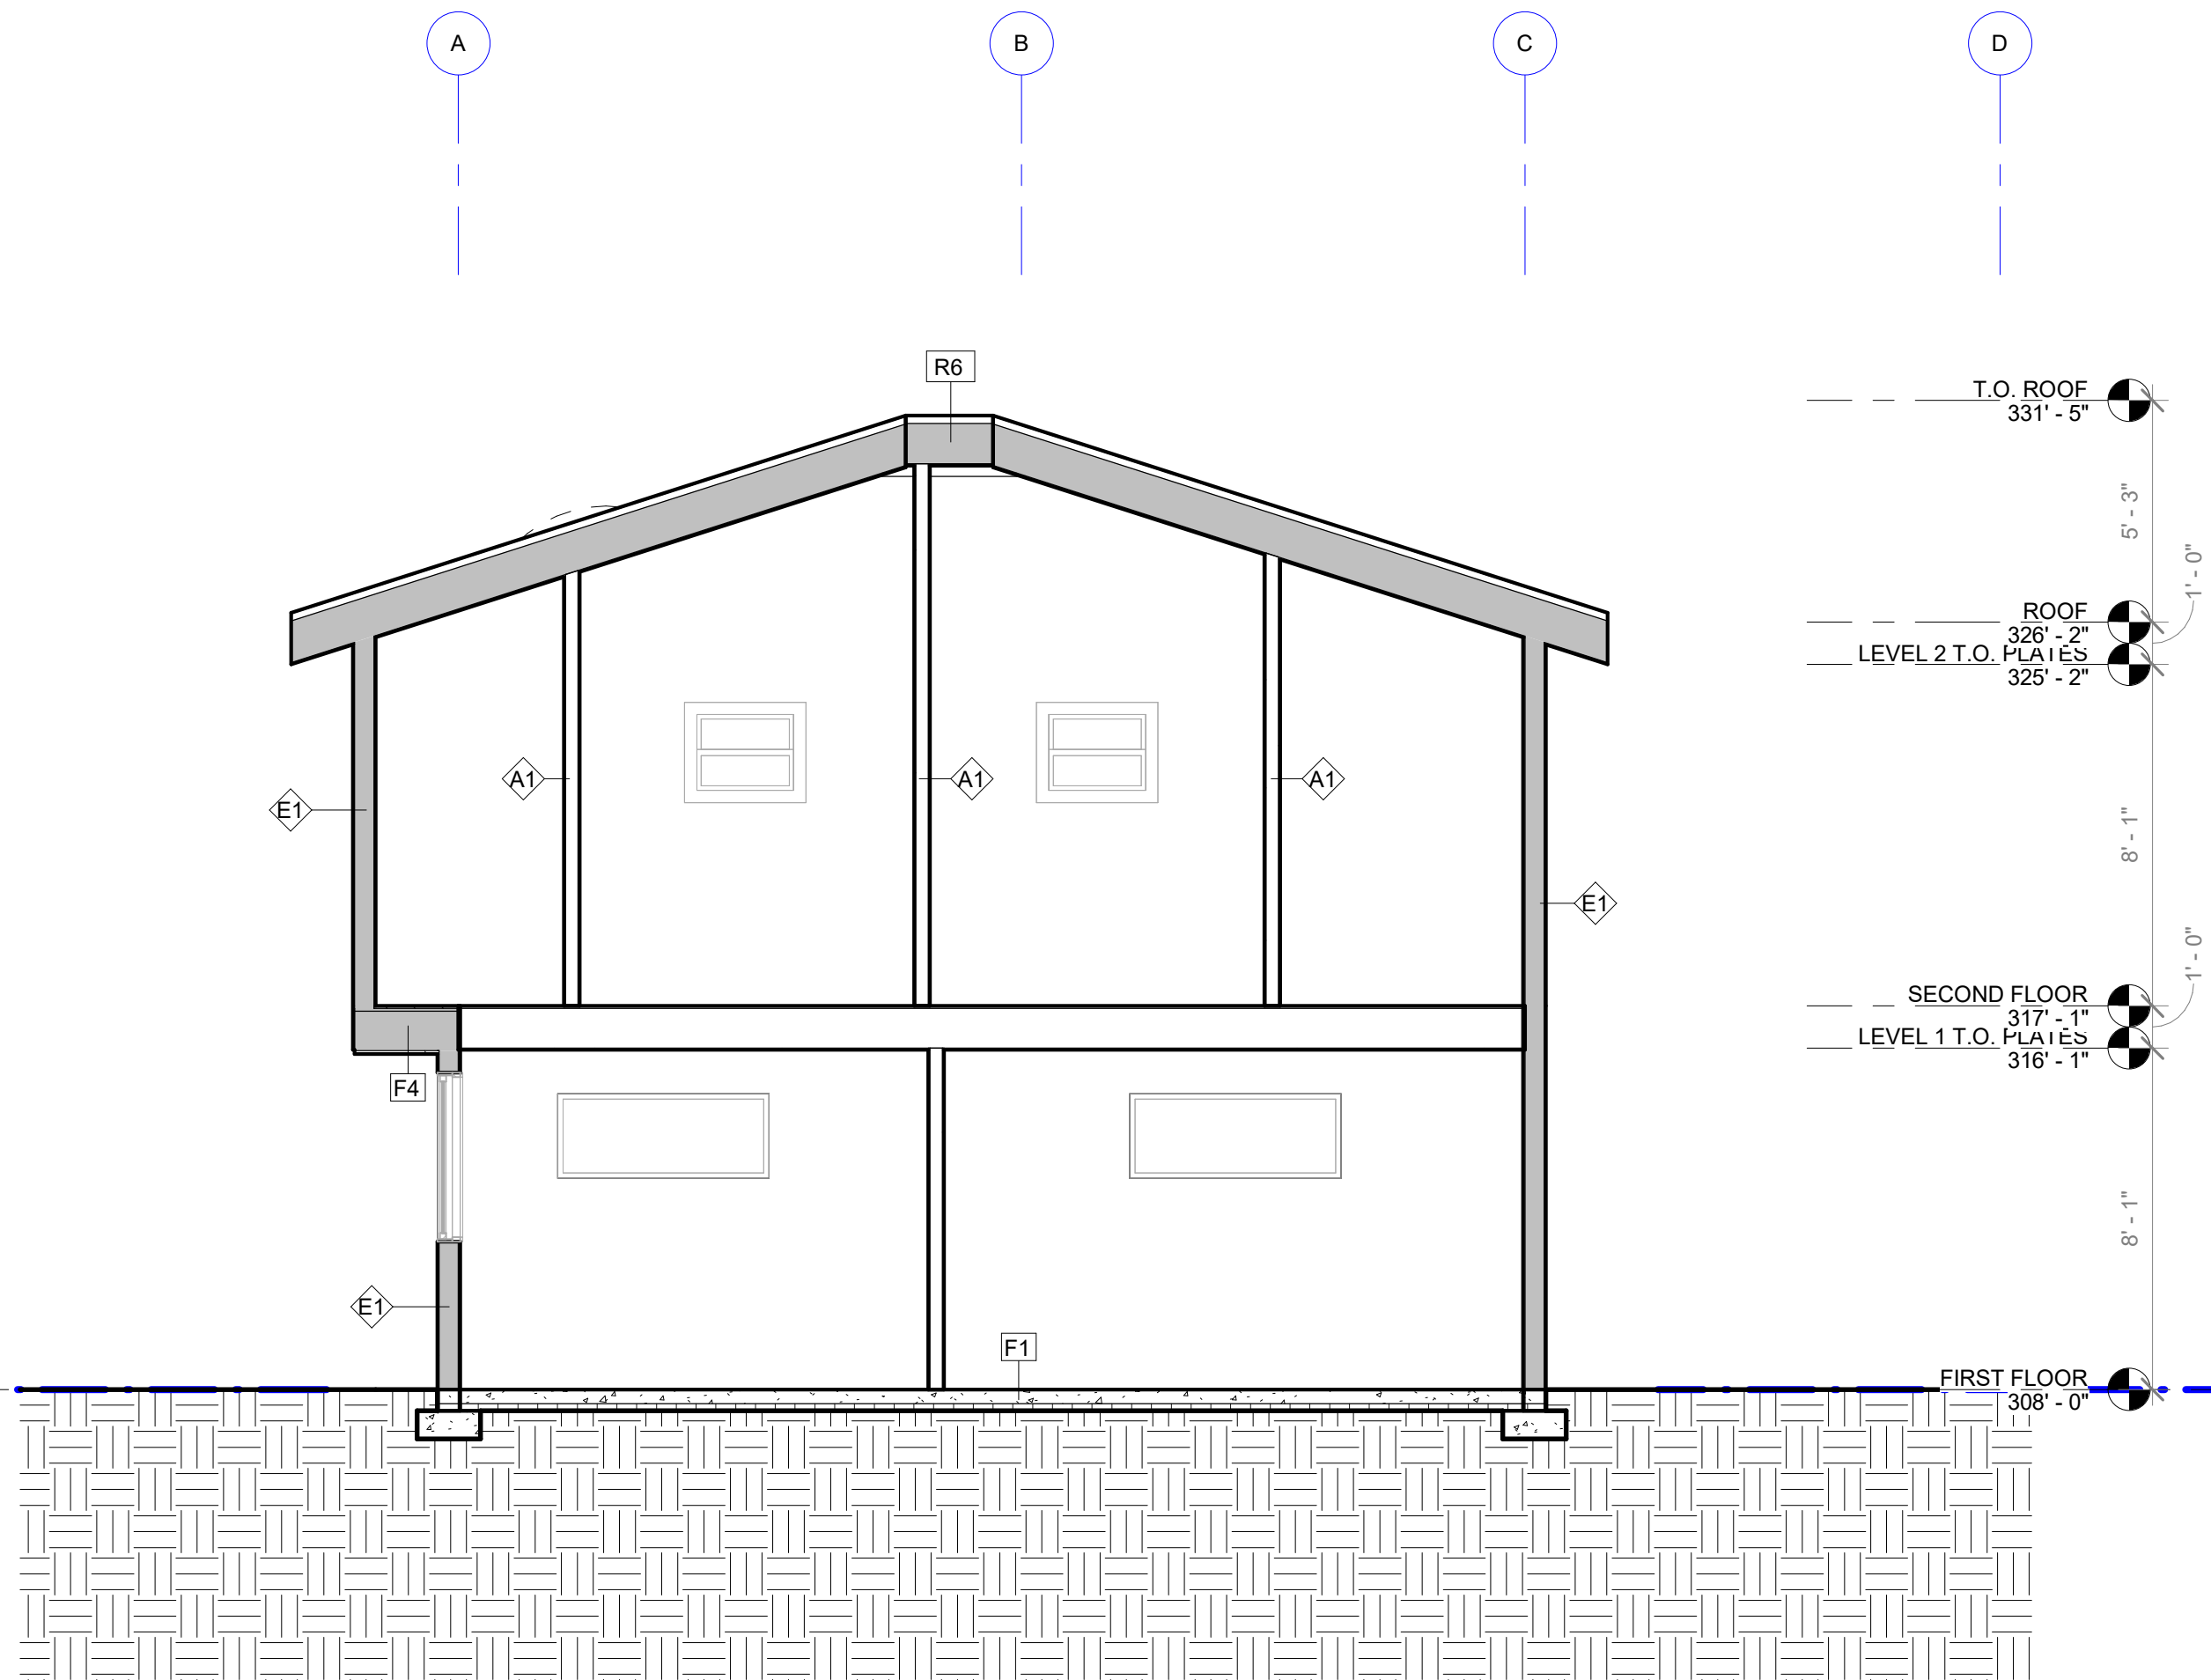 A
B
C
D
R6
T.O. ROOF
331' - 5"
5' - 3"
1' - 0"
ROOF
326' - 2"
LEVEL 2 T.O. PLATES
325' - 2"
A1
A1
A1
E1
8' - 1"
E1
1' - 0"
SECOND FLOOR
317' - 1"
LEVEL 1 T.O. PLATES
316' - 1"
F4
8' - 1"
E1
F1
FIRST FLOOR
308' - 0"